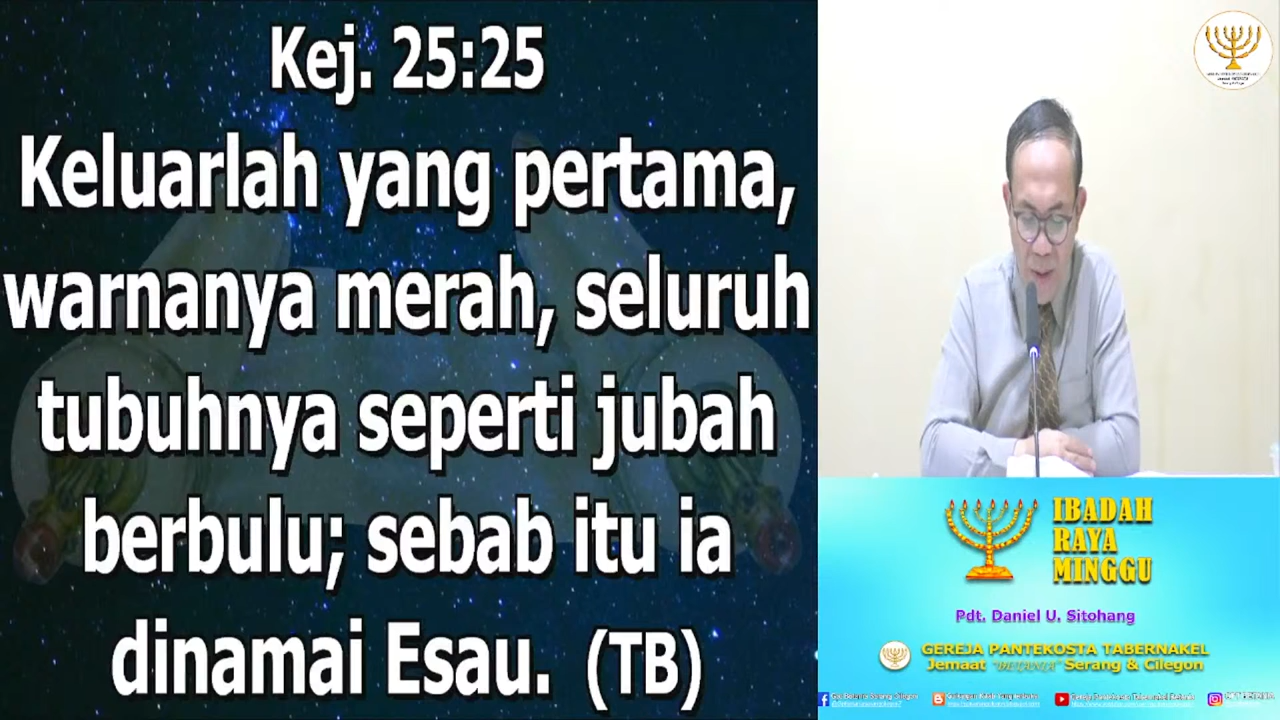 Kej. 25:25
Keluarlah yang pertama,
warnanya merah, seluruh
tubuhnya seperti jubah
berbulu; sebab itu ia
dinamai Esau. (TB)
IBADAH
RAYA
MINGGU
Pdt. Daniel U. Sitohang
GEREJA PANTEKOSTA TABERNAKEL
Jemaat "BETANIA" Serang & Cilegon